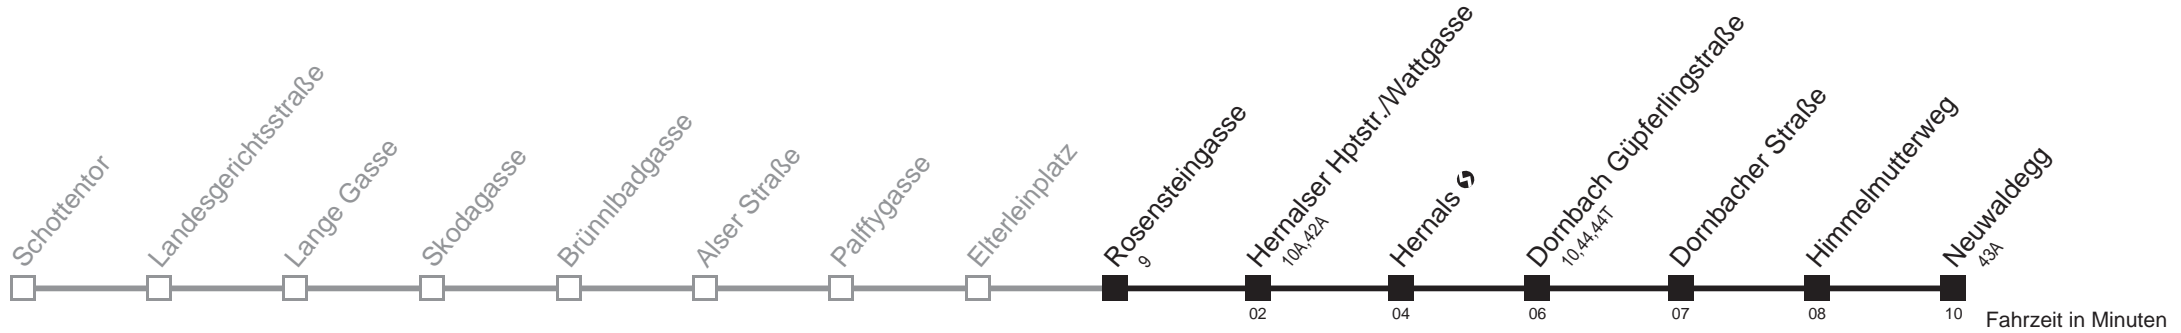 Schottentor
Landesgerichtsstraße
Lange Gasse
Skodagasse
Brünnlbadgasse
Alser Straße
Palffygasse
Elterleinplatz
Rosensteingasse
9
Hernalser Hptstr./Wattgasse
10A,42A
Hernals
Dornbach Güpferlingstraße
10,44,44T
Dornbacher Straße
Himmelmutterweg
Neuwaldegg
43A
02
04
06
07
08
10
Fahrzeit in Minuten